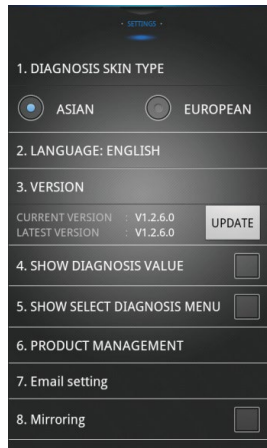 • SETTINGS •
1. DIAGNOSIS SKIN TYPE
ASIAN EUROPEAN
2. LANGUAGE: ENGLISH
3. VERSION
CURRENT VERSION : V1.2.6.0
LATEST VERSION : V1.2.6.0
UPDATE
4. SHOW DIAGNOSIS VALUE
5. SHOW SELECT DIAGNOSIS MENU
6. PRODUCT MANAGEMENT
7. Email setting
8. Mirroring